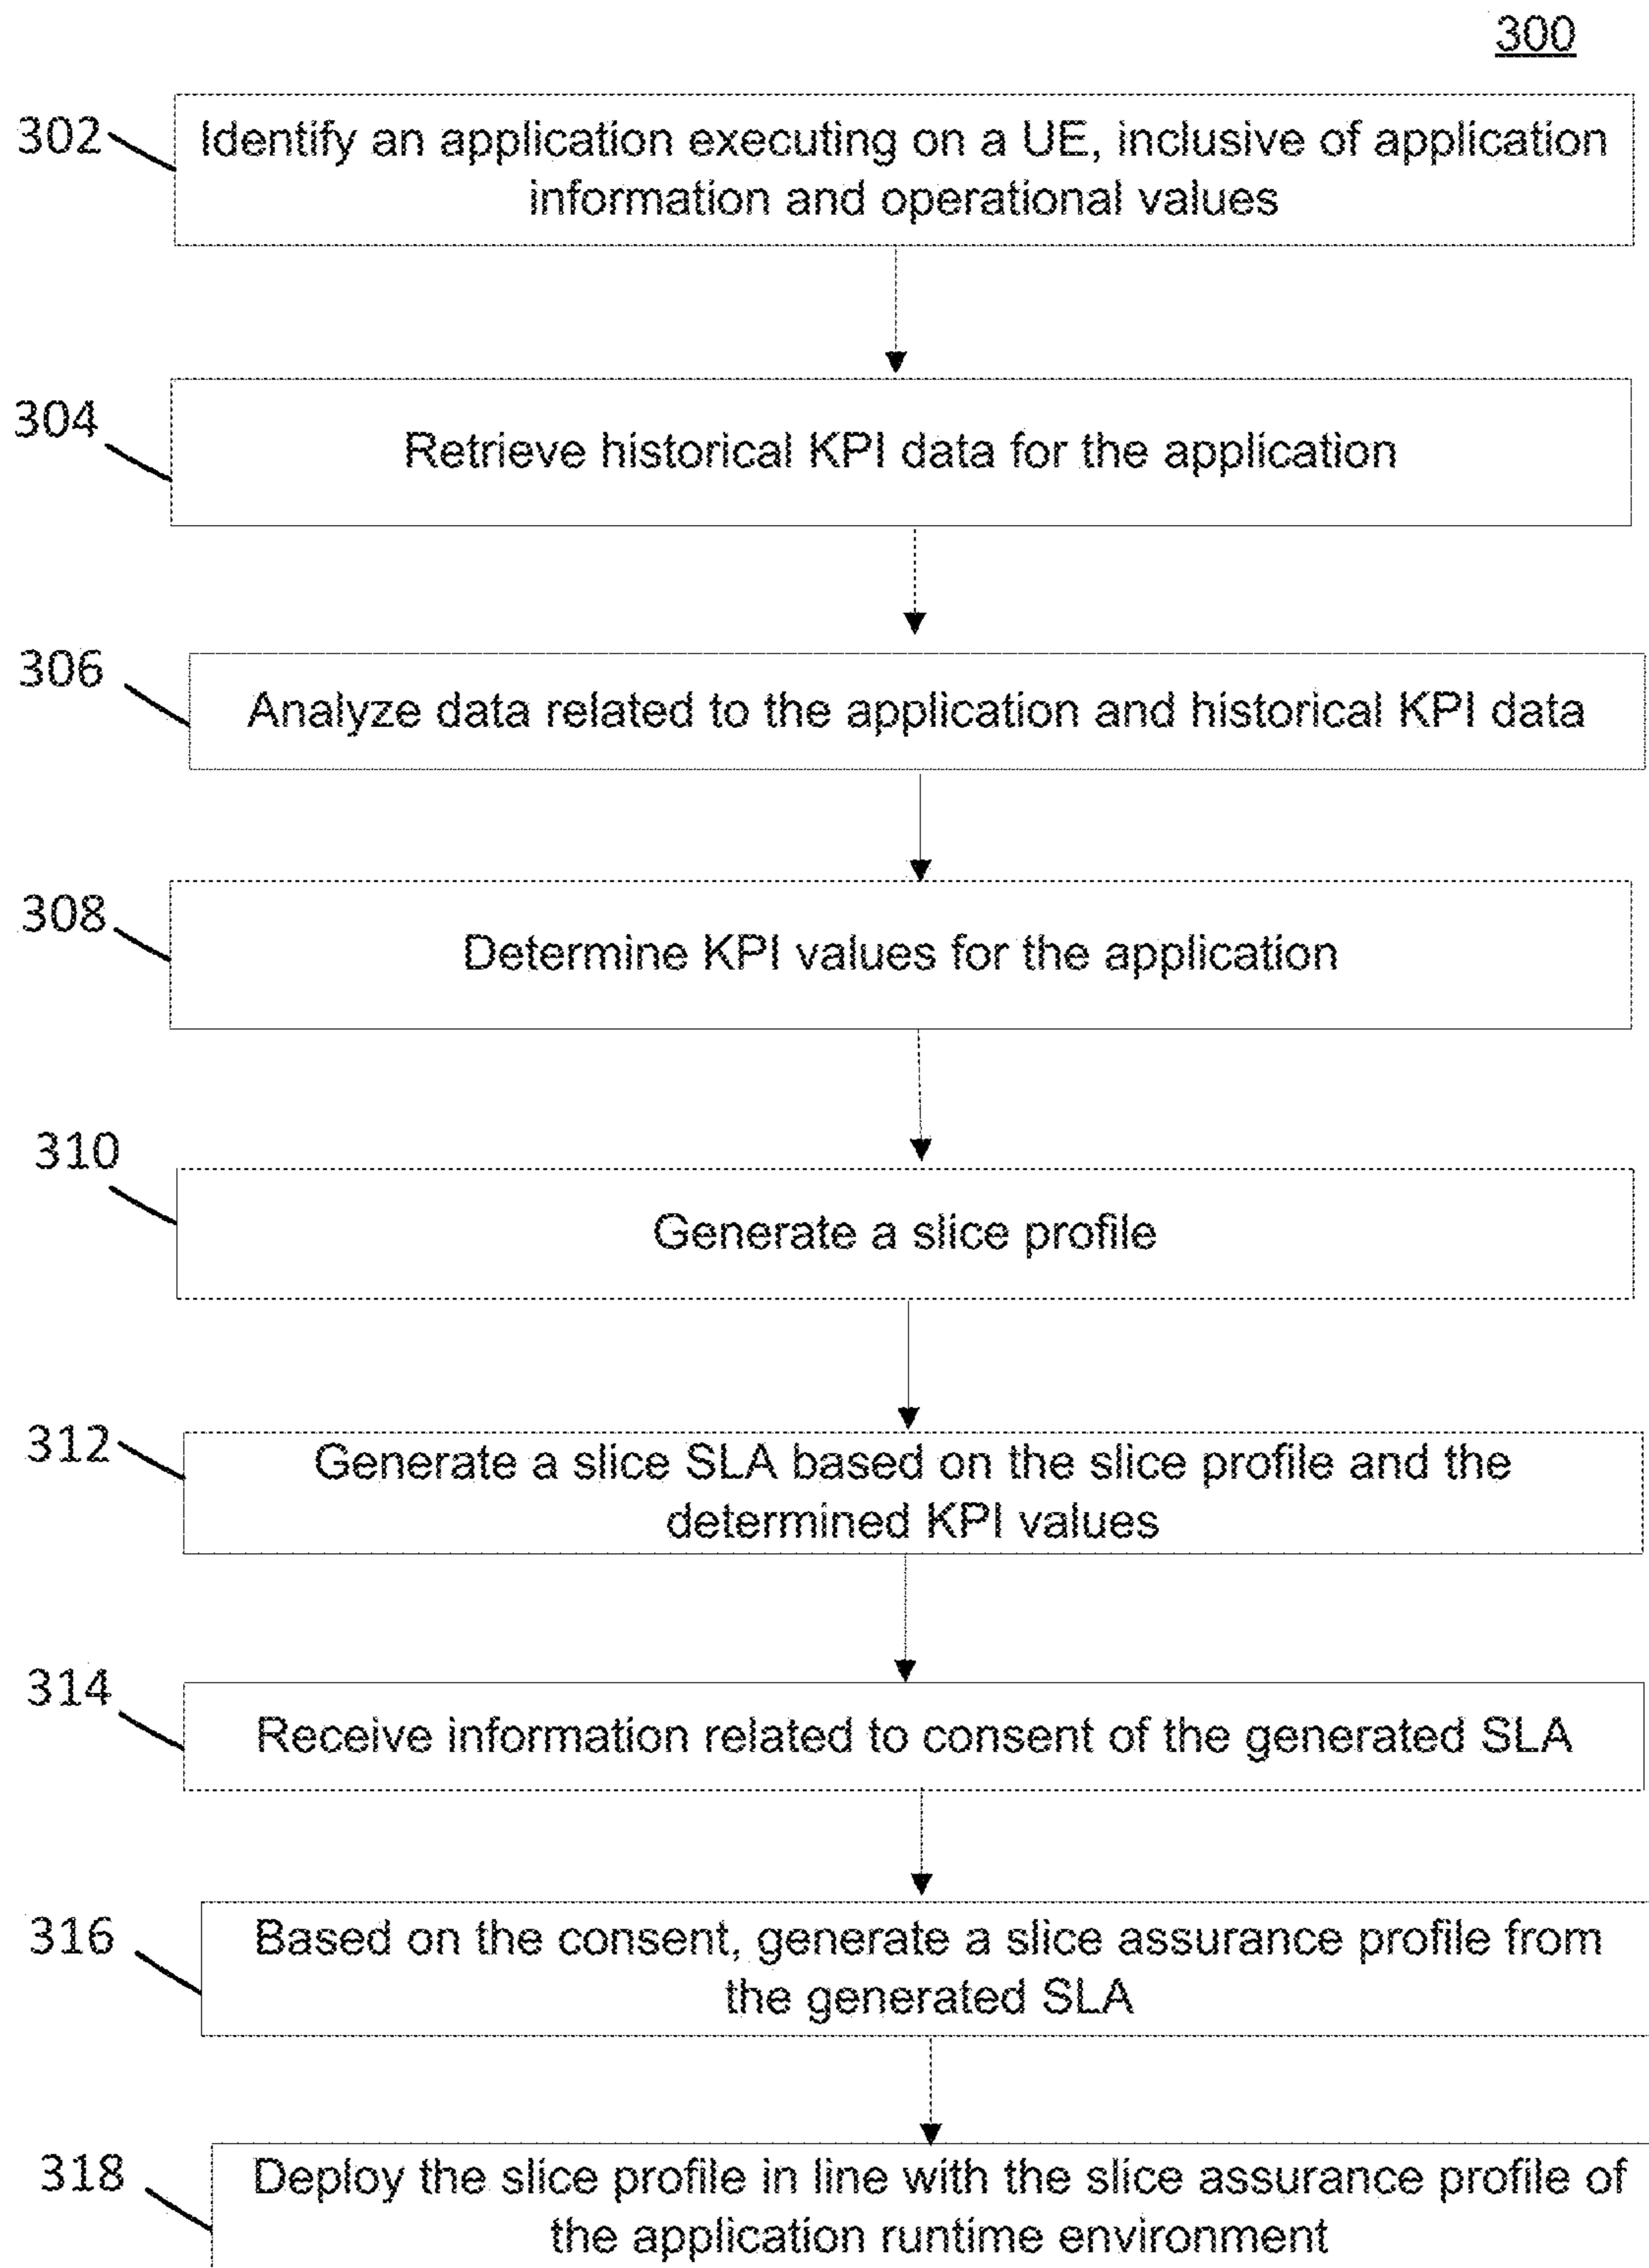 300
302
Identify an application executing on a UE, inclusive of application
information and operational values
304
Retrieve historical KPI data for the application
306
Analyze data related to the application and historical KPI data
308
Determine KPI values for the application
310
Generate a slice profile
312
Generate a slice SLA based on the slice profile and the
determined KPI values
314
Receive information related to consent of the generated SLA
316
Based on the consent, generate a slice assurance profile from
the generated SLA
318
Deploy the slice profile in line with the slice assurance profile of
the application runtime environment